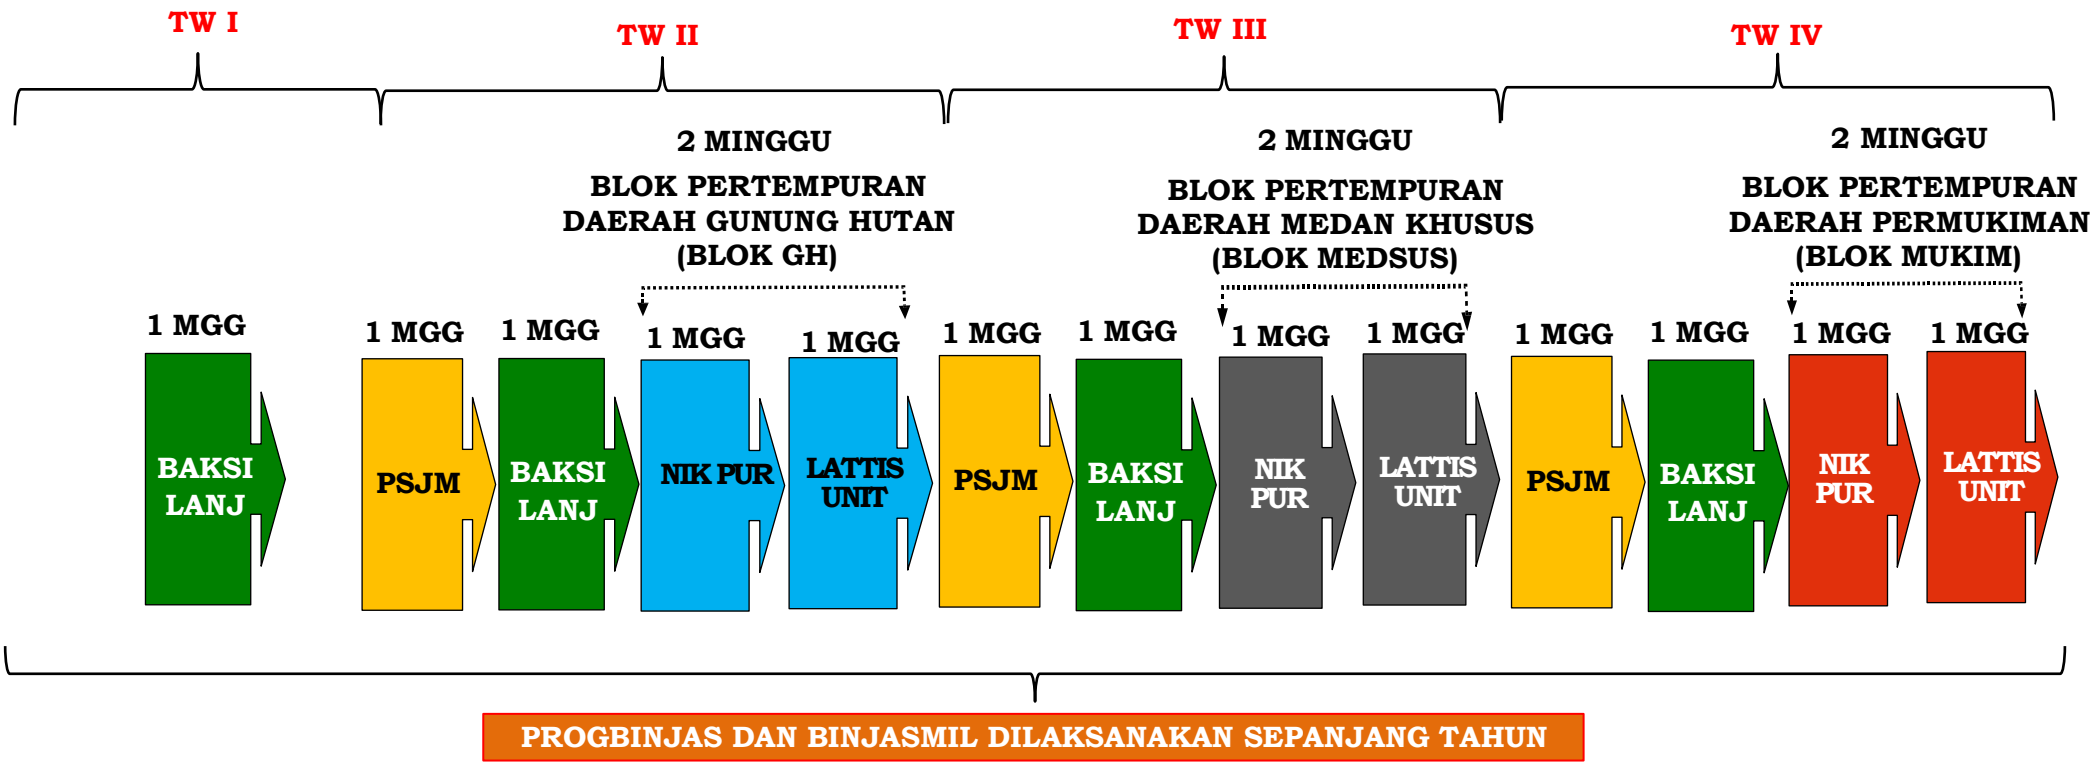 TW I
TW II
TW III
TW IV
2 MINGGU
BLOK PERTEMPURAN
DAERAH GUNUNG HUTAN
(BLOK GH)
2 MINGGU
BLOK PERTEMPURAN
DAERAH MEDAN KHUSUS
(BLOK MEDSUS)
2 MINGGU
BLOK PERTEMPURAN
DAERAH PERMUKIMAN
(BLOK MUKIM)
1 MGG
BAKSI
LANJ
1 MGG
PSJM
1 MGG
BAKSI
LANJ
1 MGG
NIK PUR
1 MGG
LATTIS
UNIT
1 MGG
PSJM
1 MGG
BAKSI
LANJ
1 MGG
NIK
PUR
1 MGG
LATTIS
UNIT
1 MGG
PSJM
1 MGG
BAKSI
LANJ
1 MGG
NIK
PUR
1 MGG
LATTIS
UNIT
PROGBINJAS DAN BINJASMIL DILAKSANAKAN SEPANJANG TAHUN